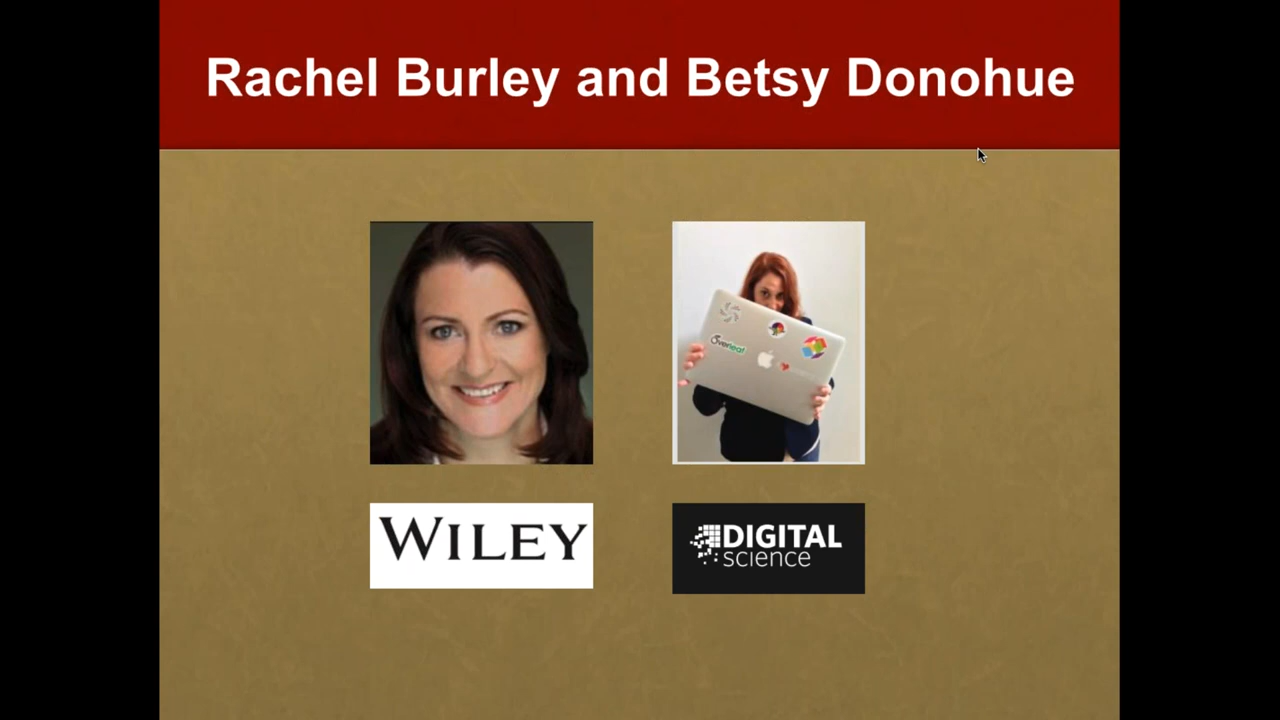 Rachel Burley and Betsy Donohue
Overleaf
WILEY
DIGITAL
science